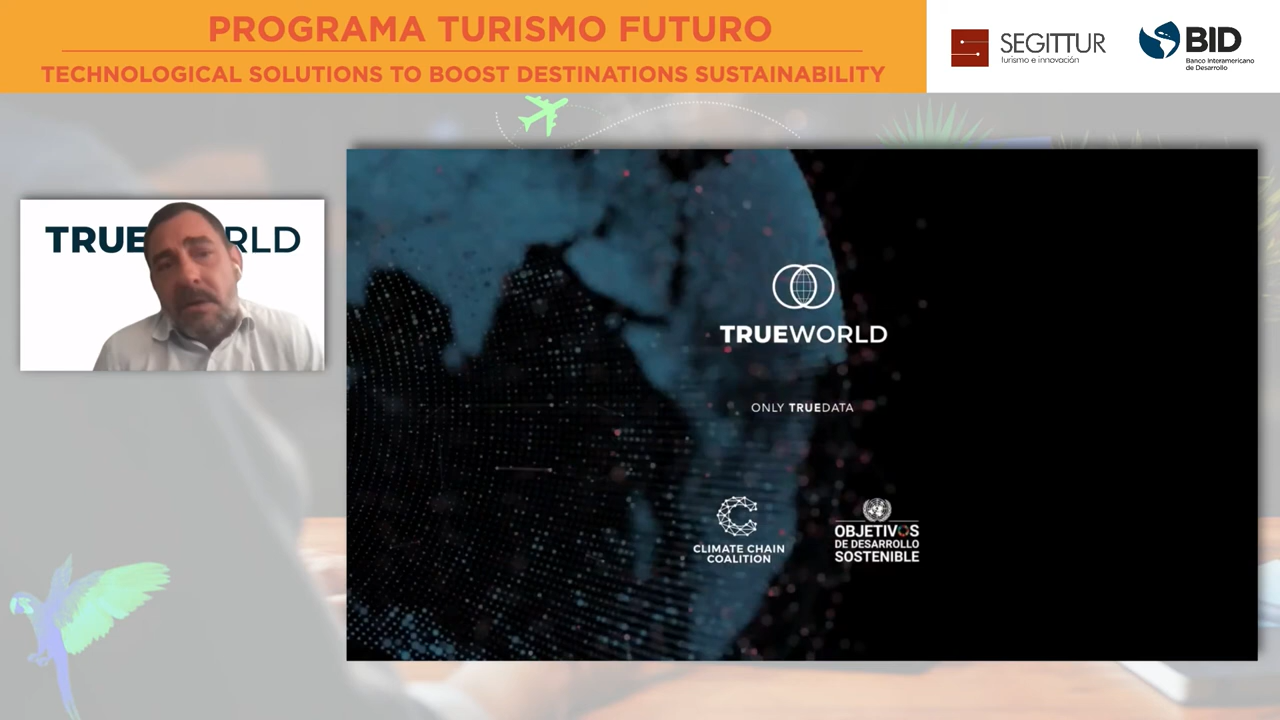 PROGRAMA TURISMO FUTURO
TECHNOLOGICAL SOLUTIONS TO BOOST DESTINATIONS SUSTAINABILITY
SEGITTUR
turismo e innovación
BID
Banco Interamericano
de Desarrollo
TRUE RLD
TRUEWORLD
ONLY TRUEDATA
CLIMATE CHAIN
COALITION
OBJETIVOS
DE DESARROLLO
SOSTENIBLE